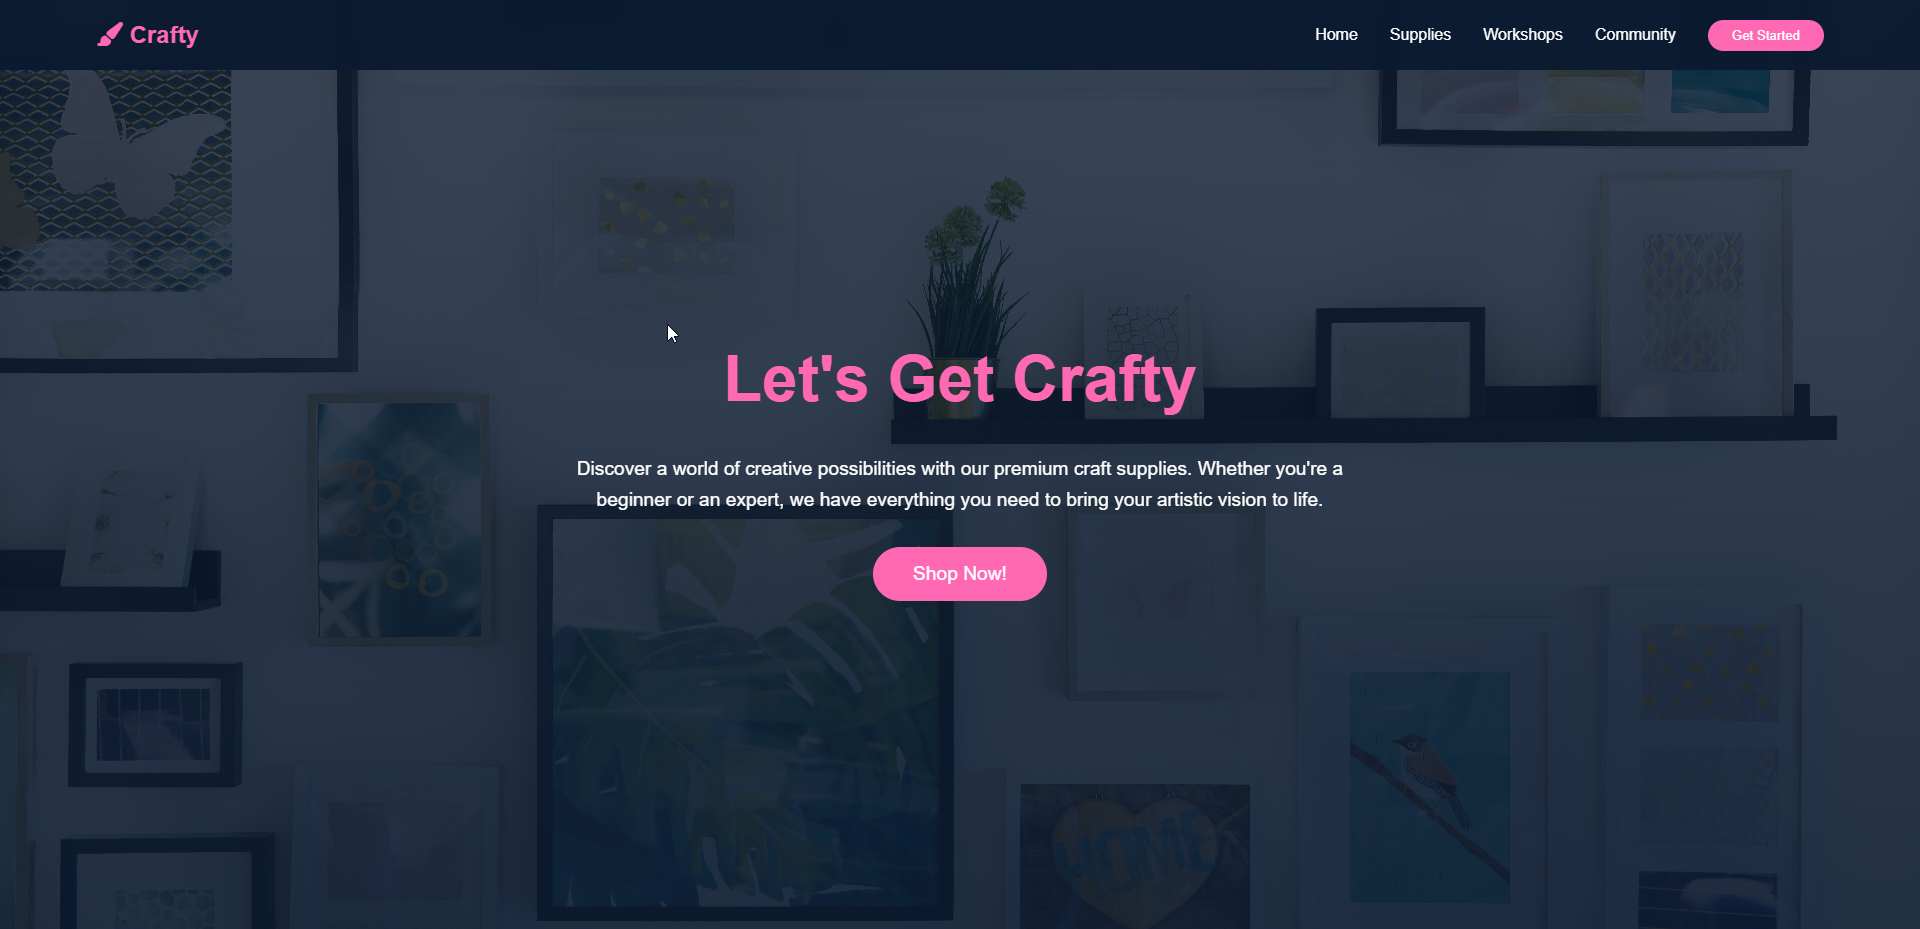 Crafty
Home Supplies Workshops Community Get Started
Let's Get Crafty
Discover a world of creative possibilities with our premium craft supplies. Whether you're a
beginner or an expert, we have everything you need to bring your artistic vision to life.
Shop Now!
HOME